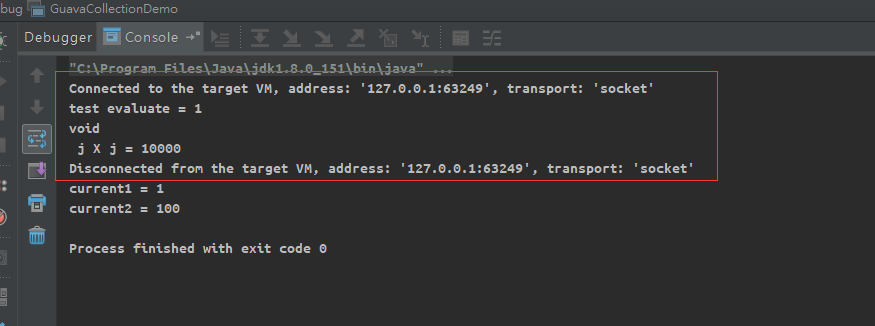 bug GuavaCollectionDemo
Debugger Console
"C:\Program Files\Java\jdk1.8.0_151\bin\java" ...
Connected to the target VM, address: '127.0.0.1:63249', transport: 'socket'
test evaluate = 1
void
j X j = 10000
Disconnected from the target VM, address: '127.0.0.1:63249', transport: 'socket'
current1 = 1
current2 = 100
Process finished with exit code 0